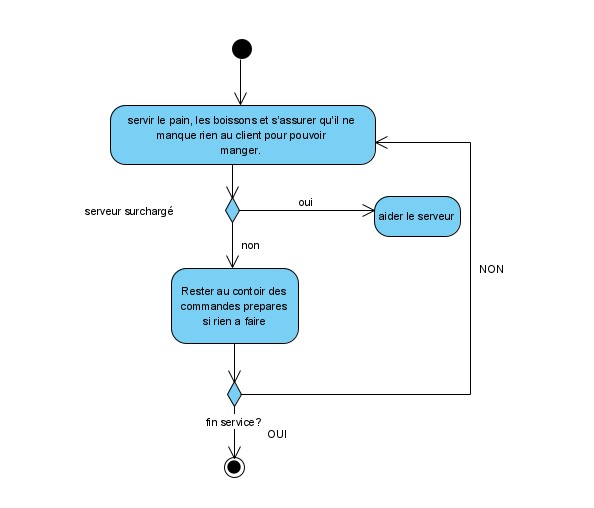 servir le pain, les boissons et s'assurer qu'il ne
manque rien au client pour pouvoir
manger.
serveur surchargé
oui
aider le serveur
non
Rester au contoir des
commandes prepares
si rien a faire
NON
fin service?
OUI